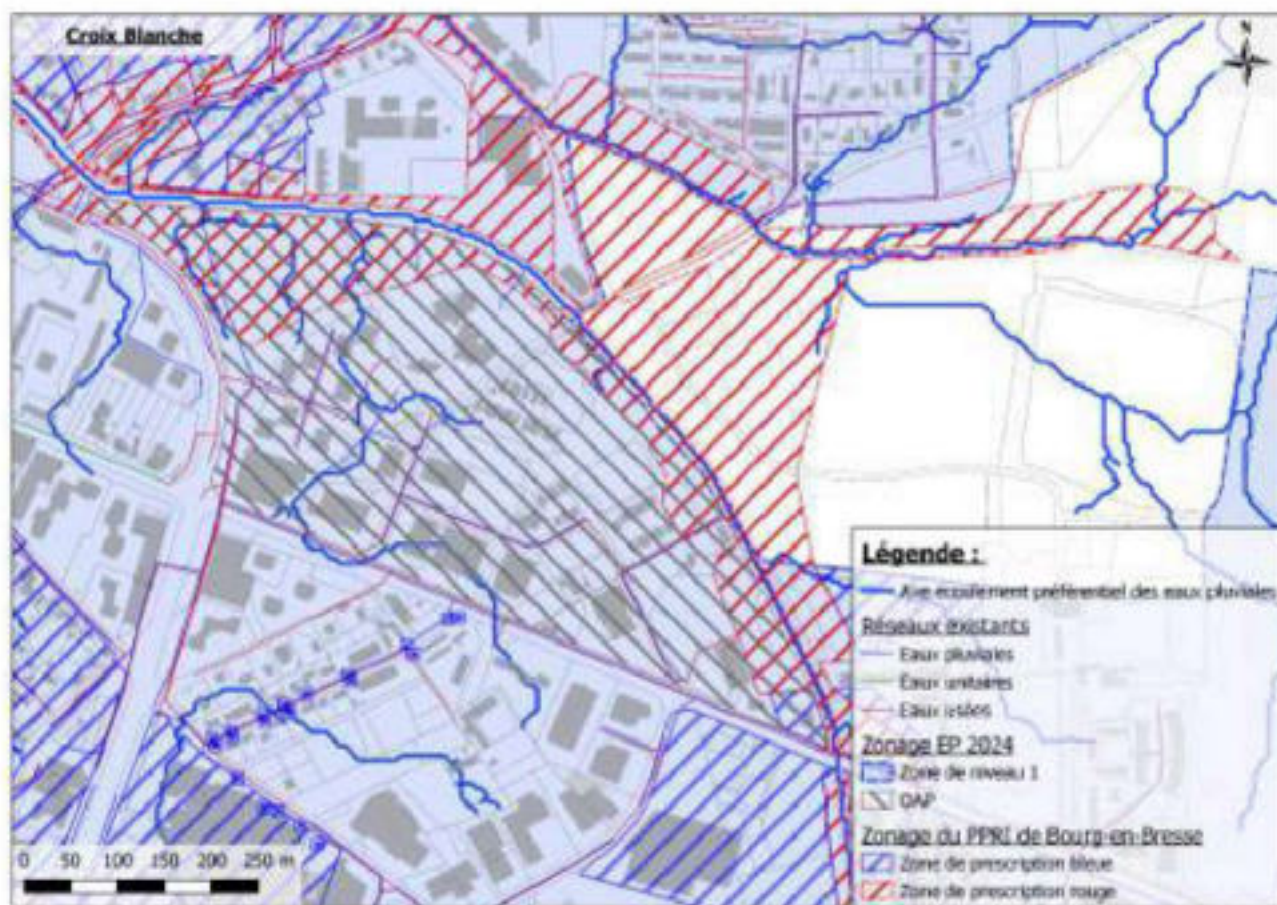 Croix Blanche
N
Légende :
Axe écoulement préférentiel des eaux pluviales
Réseaux existants
Eaux pluviales
Eaux unitaires
Eaux usées
Zonage EP 2024
Zone de niveau 1
OAP
Zonage du PPRI de Bourg-en-Bresse
Zone de prescription bleue
Zone de prescription rouge
0 50 100 150 200 250 m